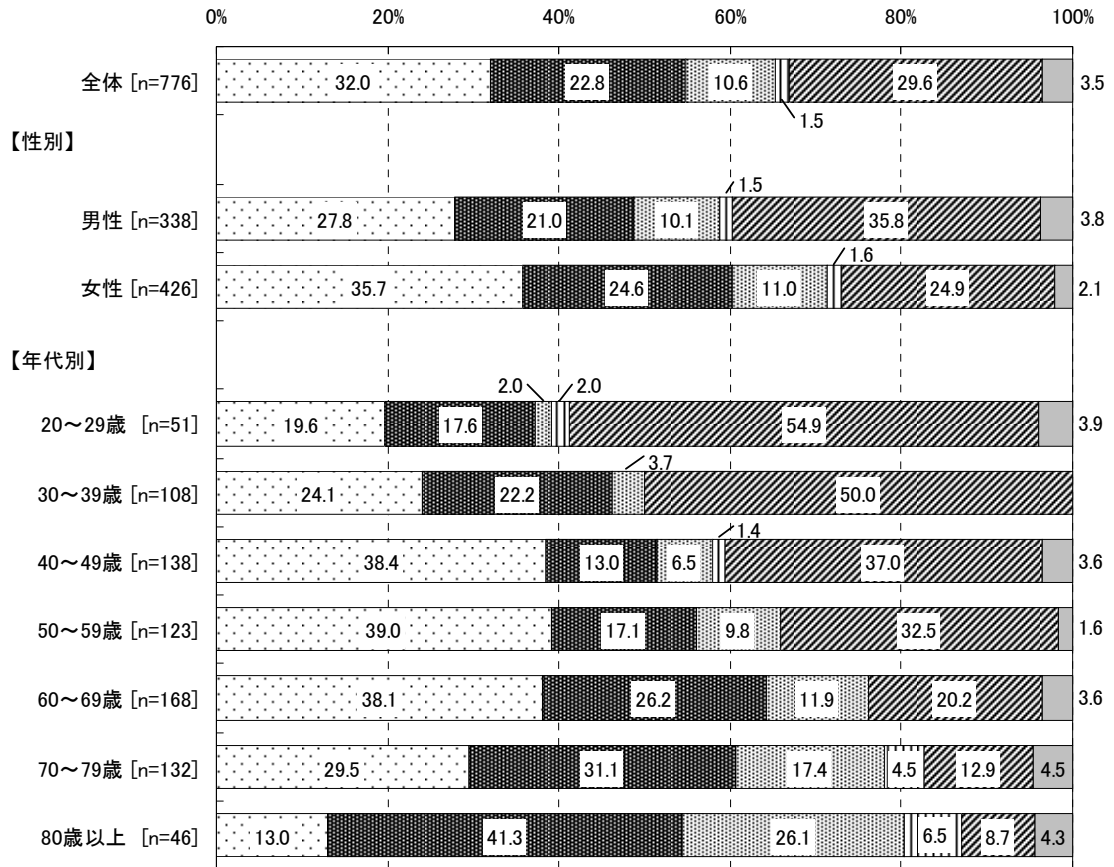 0% 20% 40% 60% 80% 100%
全体 [n=776] 32.0 22.8 10.6 1.5 29.6 3.5
【性別】
男性 [n=338] 27.8 21.0 10.1 1.5 35.8 3.8
女性 [n=426] 35.7 24.6 11.0 1.6 24.9 2.1
【年代別】
20～29歳 [n=51] 19.6 17.6 2.0 2.0 54.9 3.9
30～39歳 [n=108] 24.1 22.2 3.7 50.0
40～49歳 [n=138] 38.4 13.0 6.5 1.4 37.0 3.6
50～59歳 [n=123] 39.0 17.1 9.8 32.5 1.6
60～69歳 [n=168] 38.1 26.2 11.9 20.2 3.6
70～79歳 [n=132] 29.5 31.1 17.4 4.5 12.9 4.5
80歳以上 [n=46] 13.0 41.3 26.1 6.5 8.7 4.3